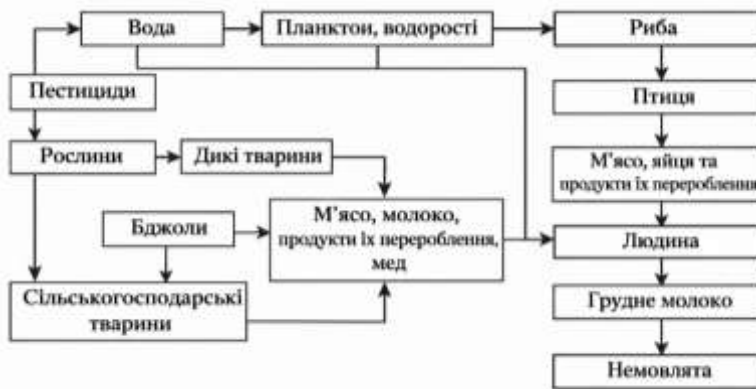 Вода
Планктои, водорості
Риба
Пестициди
Птиця
Рослини
Дикі тварини
М'ясо, яйця та
продукти їх перероблення
Бджоли
М'ясо, молоко,
продукти їх перероблення,
мед
Людина
Сільськогосподарські
тварини
Грудне молоко
Немовлята